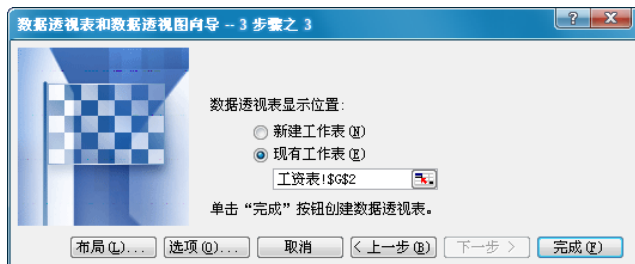 数据透视表和数据透视图向导 -- 3 步骤之 3
数据透视表显示位置:
新建工作表(N)
现有工作表(E)
工资表!$G$2
单击“完成”按钮创建数据透视表。
布局(L)... 选项(O)... 取消 < 上一步(B) 下一步 > 完成(F)